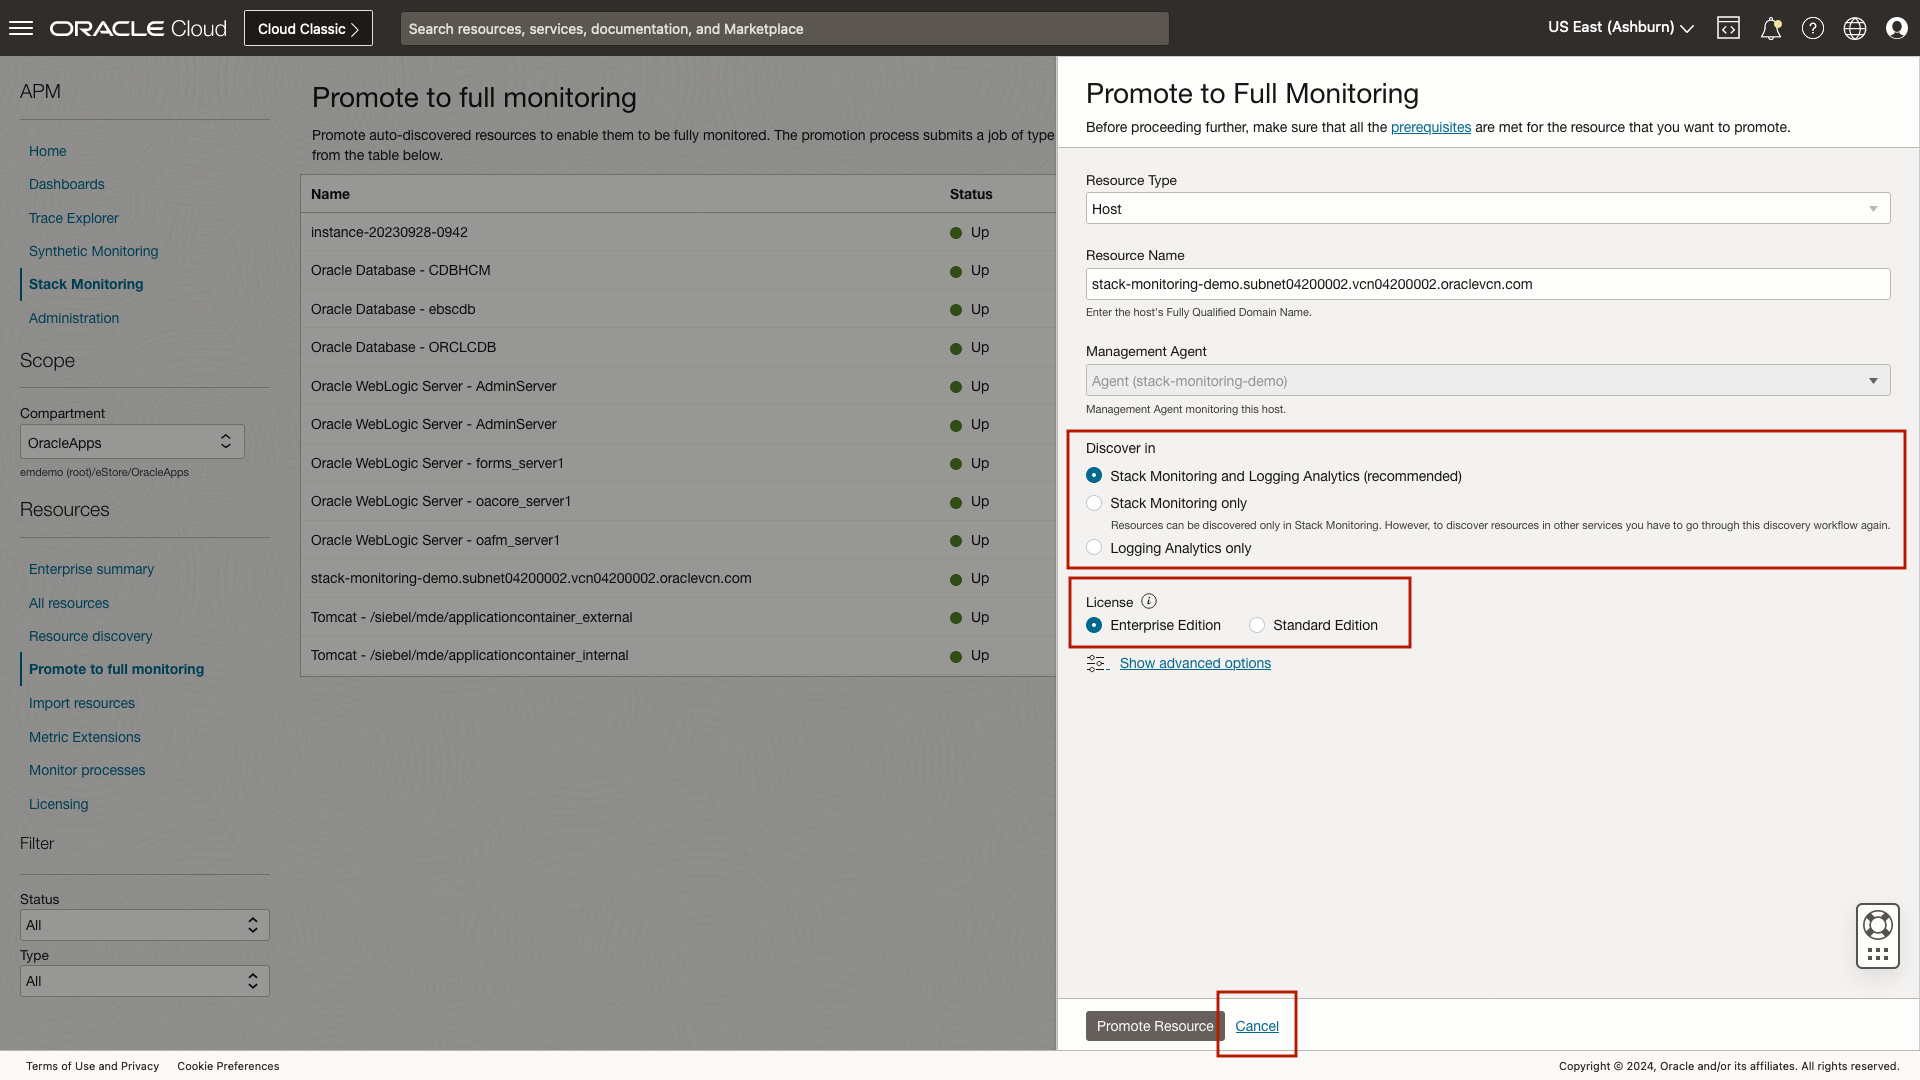 ORACLE Cloud
Cloud Classic
Search resources, services, documentation, and Marketplace
US East (Ashburn)
APM
Home
Dashboards
Trace Explorer
Synthetic Monitoring
Stack Monitoring
Administration
Scope
Compartment
OracleApps
emdemo (root)/eStore/OracleApps
Resources
Enterprise summary
All resources
Resource discovery
Promote to full monitoring
Import resources
Metric Extensions
Monitor processes
Licensing
Filter
Status
All
Type
All
Promote to full monitoring
Promote auto-discovered resources to enable them to be fully monitored. The promotion process submits a job of type
from the table below.
Name Status
instance-20230928-0942 Up
Oracle Database - CDBHCM Up
Oracle Database - ebscdb Up
Oracle Database - ORCLCDB Up
Oracle WebLogic Server - AdminServer Up
Oracle WebLogic Server - AdminServer Up
Oracle WebLogic Server - forms_server1 Up
Oracle WebLogic Server - oacore_server1 Up
Oracle WebLogic Server - oafm_server1 Up
stack-monitoring-demo.subnet04200002.vcn04200002.oraclevcn.com Up
Tomcat - /siebel/mde/applicationcontainer_external Up
Tomcat - /siebel/mde/applicationcontainer_internal Up
Promote to Full Monitoring
Before proceeding further, make sure that all the prerequisites are met for the resource that you want to promote.
Resource Type
Host
Resource Name
stack-monitoring-demo.subnet04200002.vcn04200002.oraclevcn.com
Enter the host's Fully Qualified Domain Name.
Management Agent
Agent (stack-monitoring-demo)
Management Agent monitoring this host.
Discover in
Stack Monitoring and Logging Analytics (recommended)
Stack Monitoring only
Resources can be discovered only in Stack Monitoring. However, to discover resources in other services you have to go through this discovery workflow again.
Logging Analytics only
License
Enterprise Edition Standard Edition
Show advanced options
Promote Resource Cancel
Terms of Use and Privacy Cookie Preferences
Copyright © 2024, Oracle and/or its affiliates. All rights reserved.